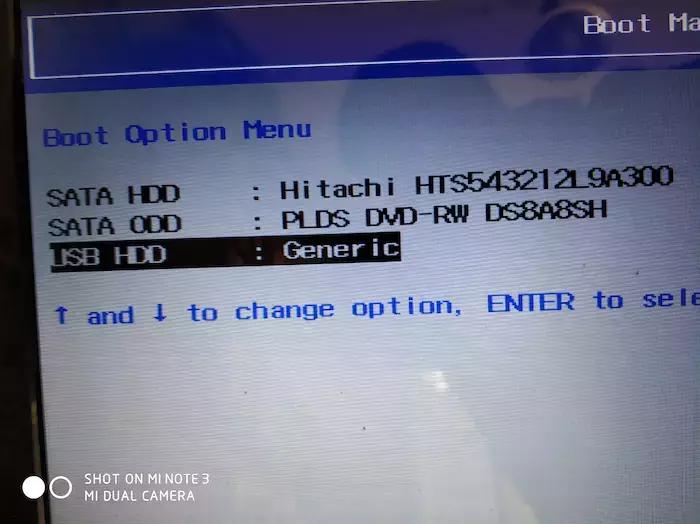 Boot Ma
Boot Option Menu
SATA HDD : Hitachi HTS543212L9A300
SATA ODD : PLDS DVD-RW DS8A8SH
USB HDD : Generic
↑ and ↓ to change option, ENTER to sele
SHOT ON MI NOTE 3
MI DUAL CAMERA